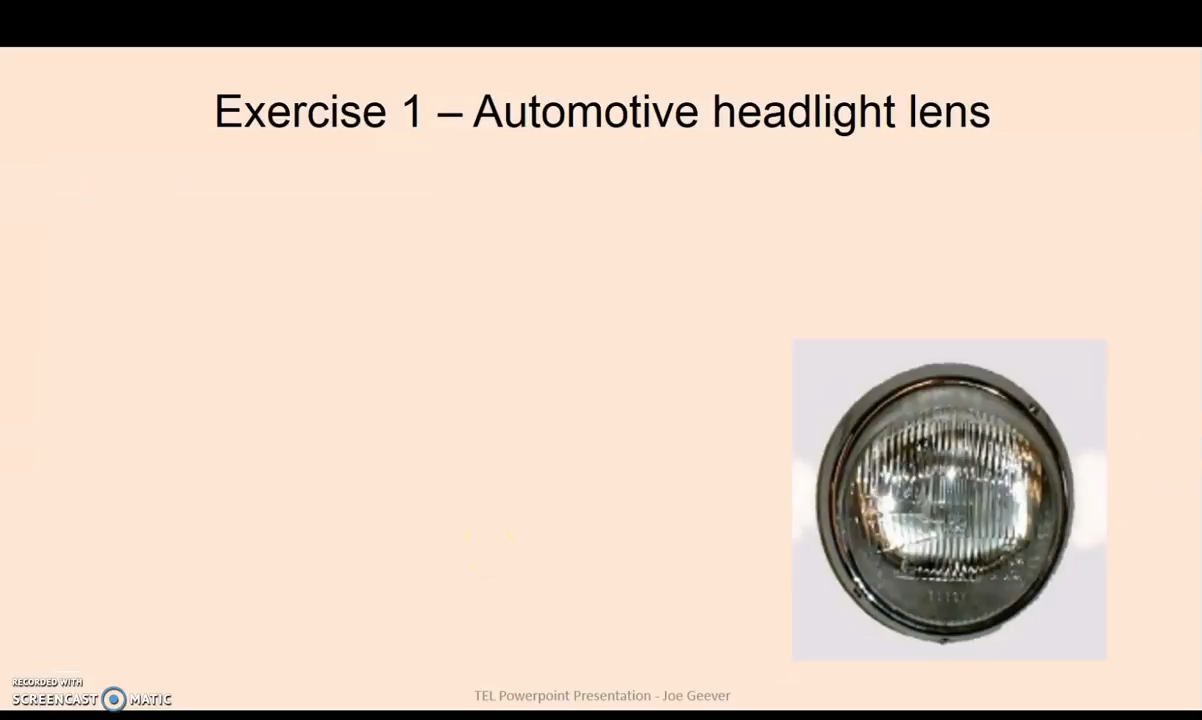 Exercise 1 – Automotive headlight lens
RECORDED WITH
SCREENCAST MATIC
TEL Powerpoint Presentation - Joe Geever